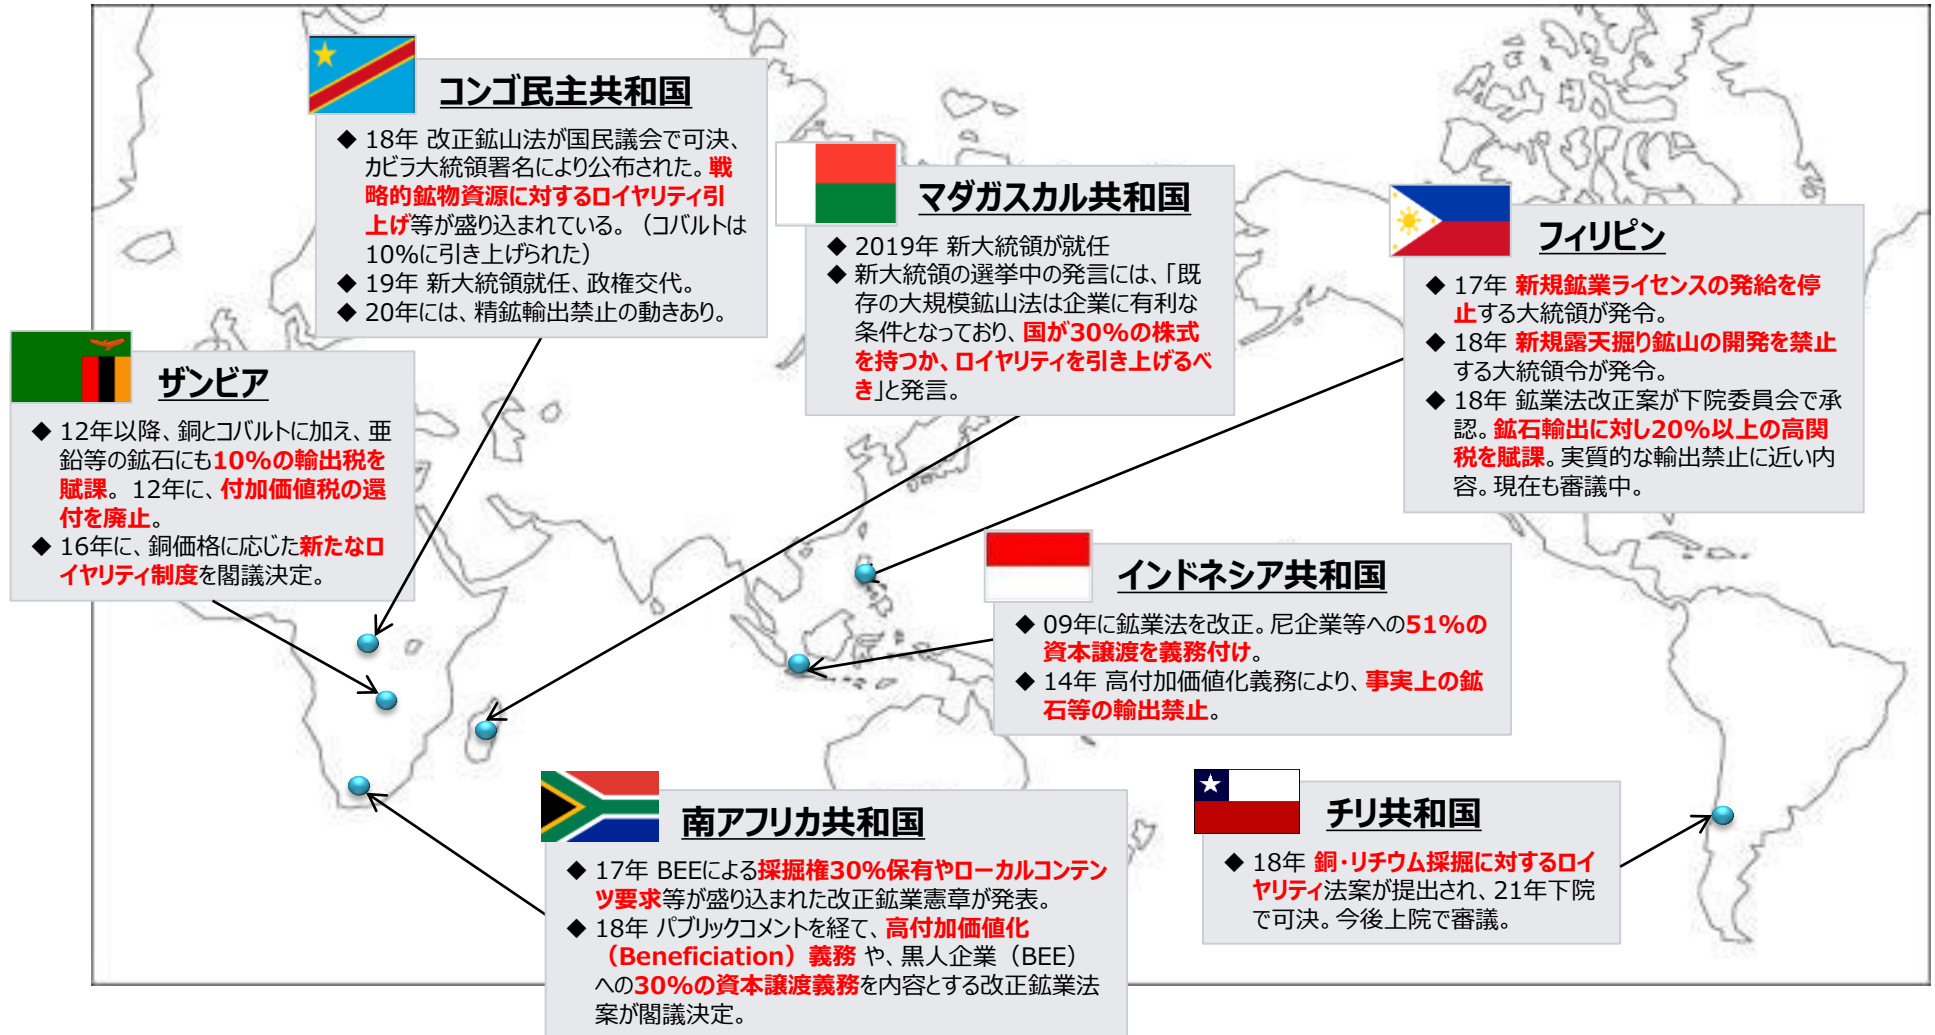 コンゴ民主共和国
◆ 18年 改正鉱山法が国民議会で可決、
カビラ大統領署名により公布された。戦
略的鉱物資源に対するロイヤリティ引
上げ等が盛り込まれている。（コバルトは
10%に引き上げられた）
◆ 19年 新大統領就任、政権交代。
◆ 20年には、精鉱輸出禁止の動きあり。
マダガスカル共和国
◆ 2019年 新大統領が就任
◆ 新大統領の選挙中の発言には、「既
存の大規模鉱山法は企業に有利な
条件となっており、国が30%の株式
を持つか、ロイヤリティを引き上げるべ
き」と発言。
フィリピン
◆ 17年 新規鉱業ライセンスの発給を停
止する大統領が発令。
◆ 18年 新規露天掘り鉱山の開発を禁止
する大統領令が発令。
◆ 18年 鉱業法改正案が下院委員会で承
認。鉱石輸出に対し20%以上の高関
税を賦課。実質的な輸出禁止に近い内
容。現在も審議中。
ザンビア
◆ 12年以降、銅とコバルトに加え、亜
鉛等の鉱石にも10%の輸出税を
賦課。12年に、付加価値税の還
付を廃止。
◆ 16年に、銅価格に応じた新たなロ
イヤリティ制度を閣議決定。
インドネシア共和国
◆ 09年に鉱業法を改正。尼企業等への51%の
資本譲渡を義務付け。
◆ 14年 高付加価値化義務により、事実上の鉱
石等の輸出禁止。
南アフリカ共和国
◆ 17年 BEEによる採掘権30%保有やローカルコンテン
ツ要求等が盛り込まれた改正鉱業憲章が発表。
◆ 18年 パブリックコメントを経て、高付加価値化
（Beneficiation）義務 や、黒人企業（BEE）
への30%の資本譲渡義務を内容とする改正鉱業法
案が閣議決定。
チリ共和国
◆ 18年 銅・リチウム採掘に対するロイ
ヤリティ法案が提出され、21年下院
で可決。今後上院で審議。